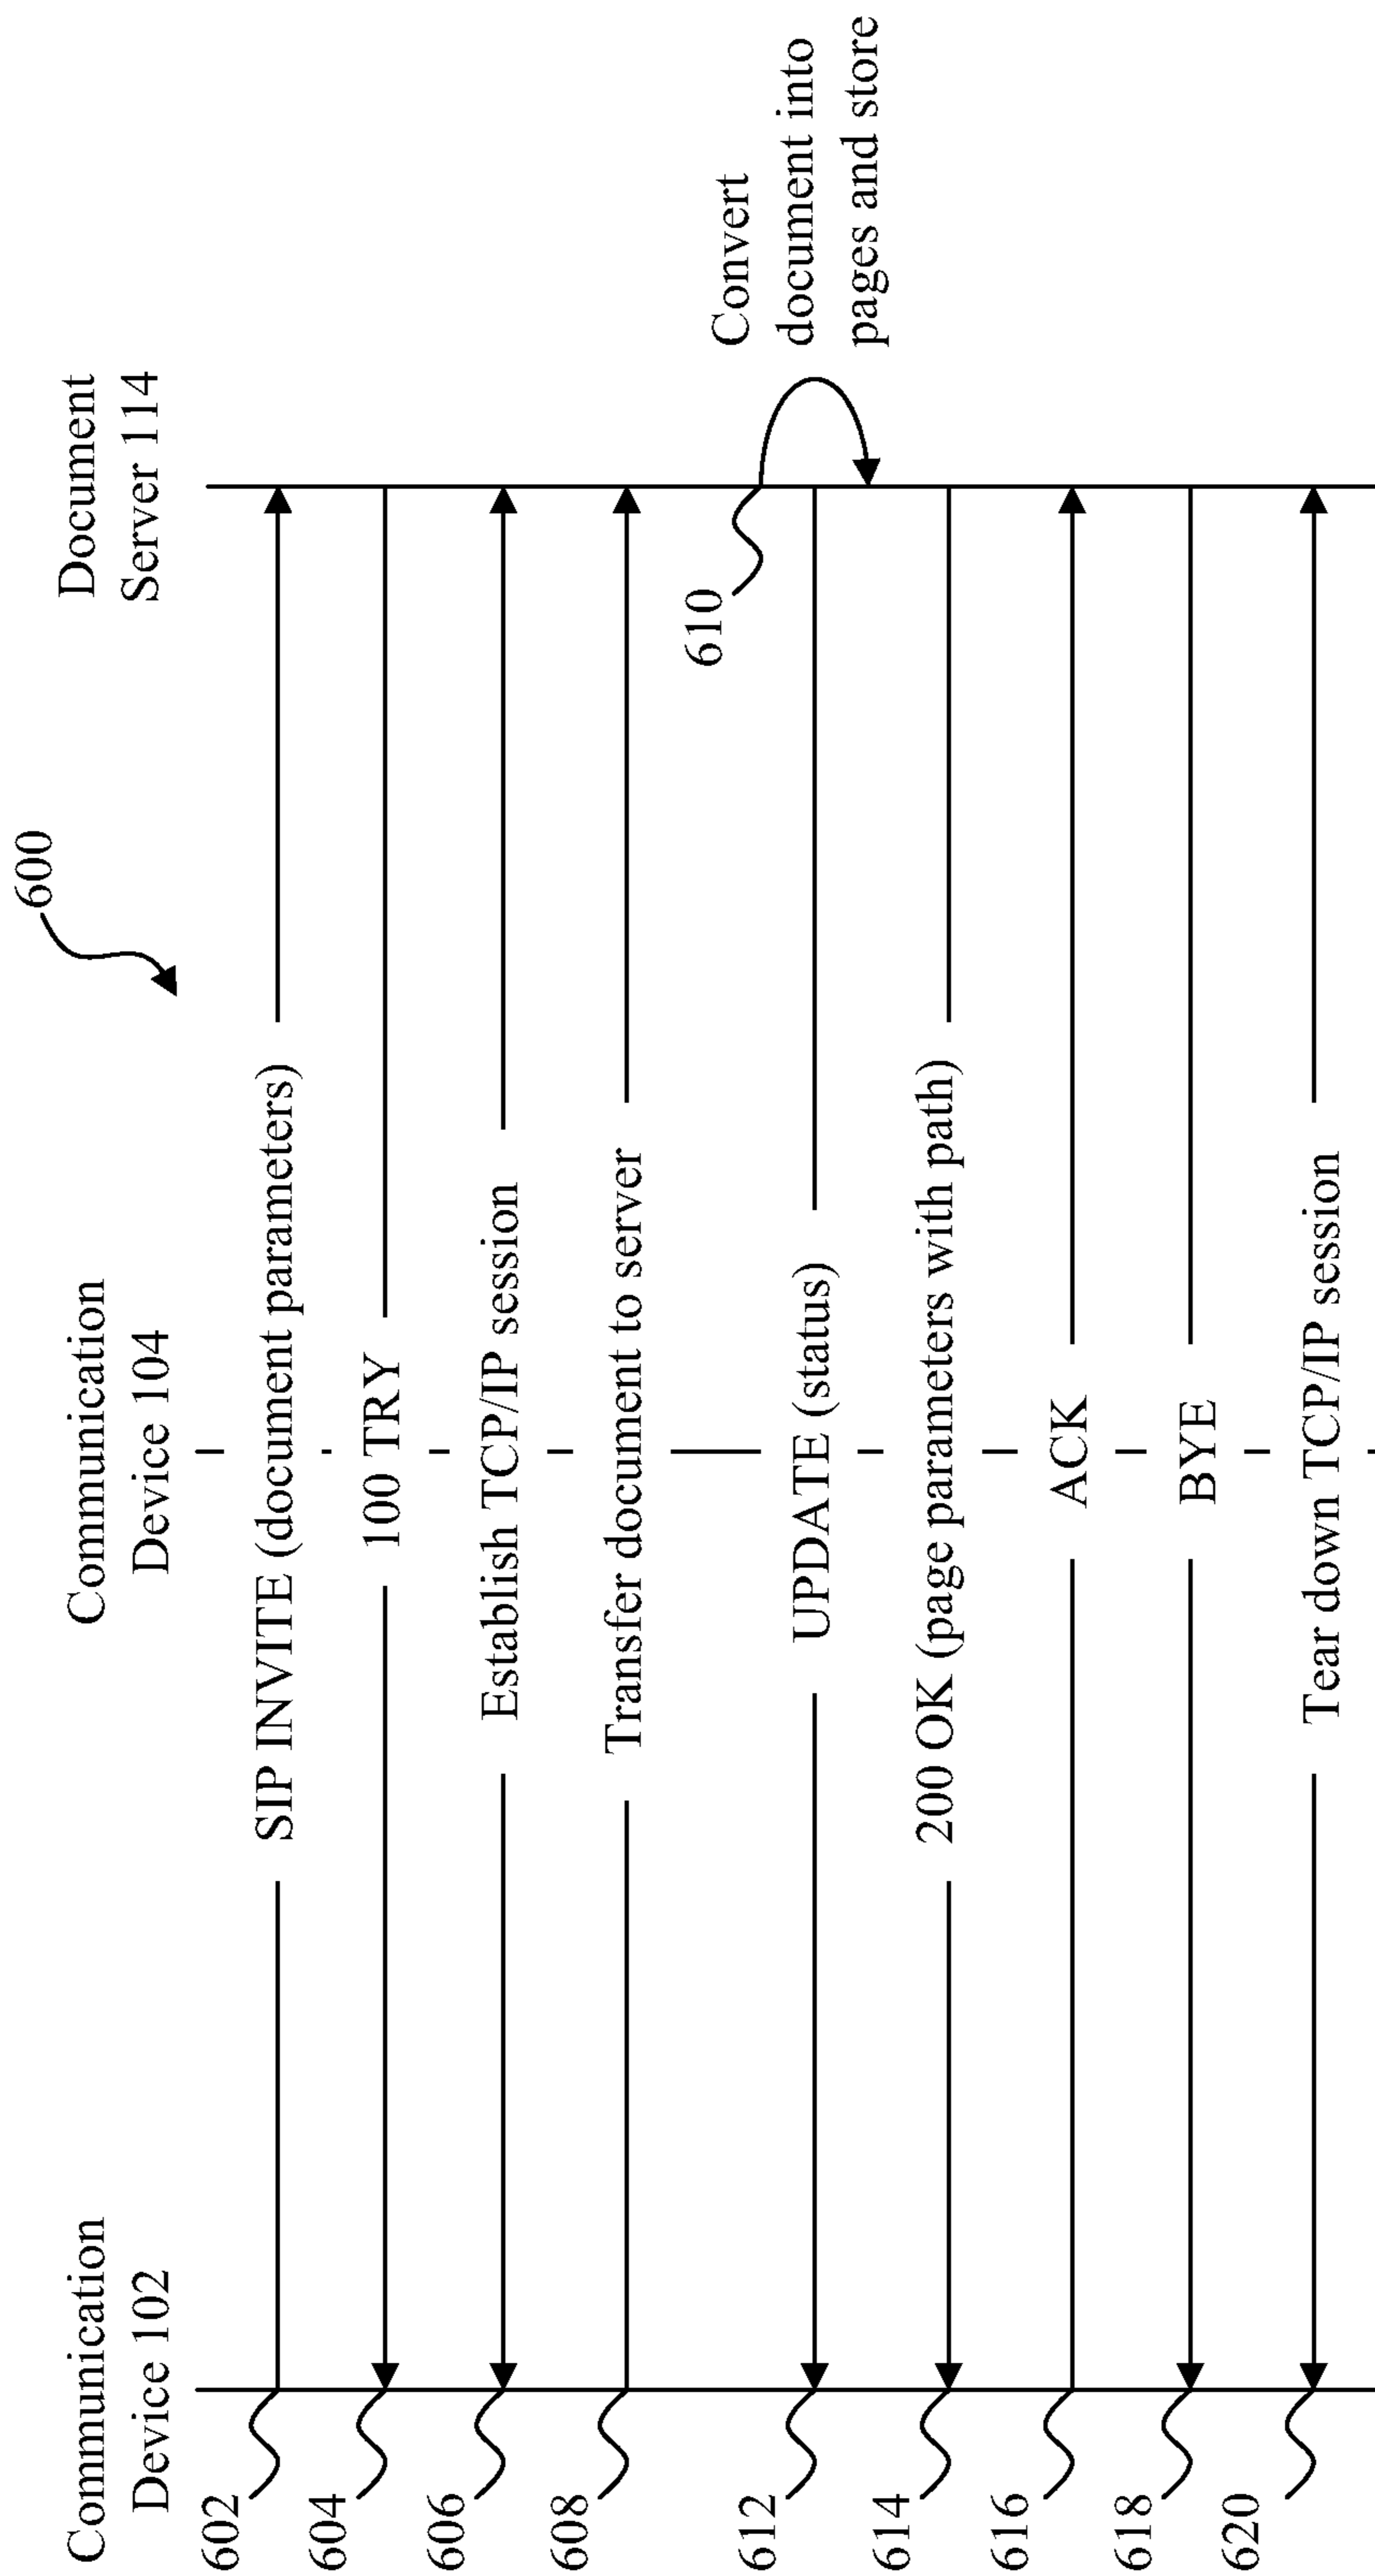 600
Communication
Device 102
Communication
Device 104
Document
Server 114
602
SIP INVITE (document parameters)
604
100 TRY
606
Establish TCP/IP session
608
Transfer document to server
610
Convert
document into
pages and store
612
UPDATE (status)
614
200 OK (page parameters with path)
616
ACK
618
BYE
620
Tear down TCP/IP session